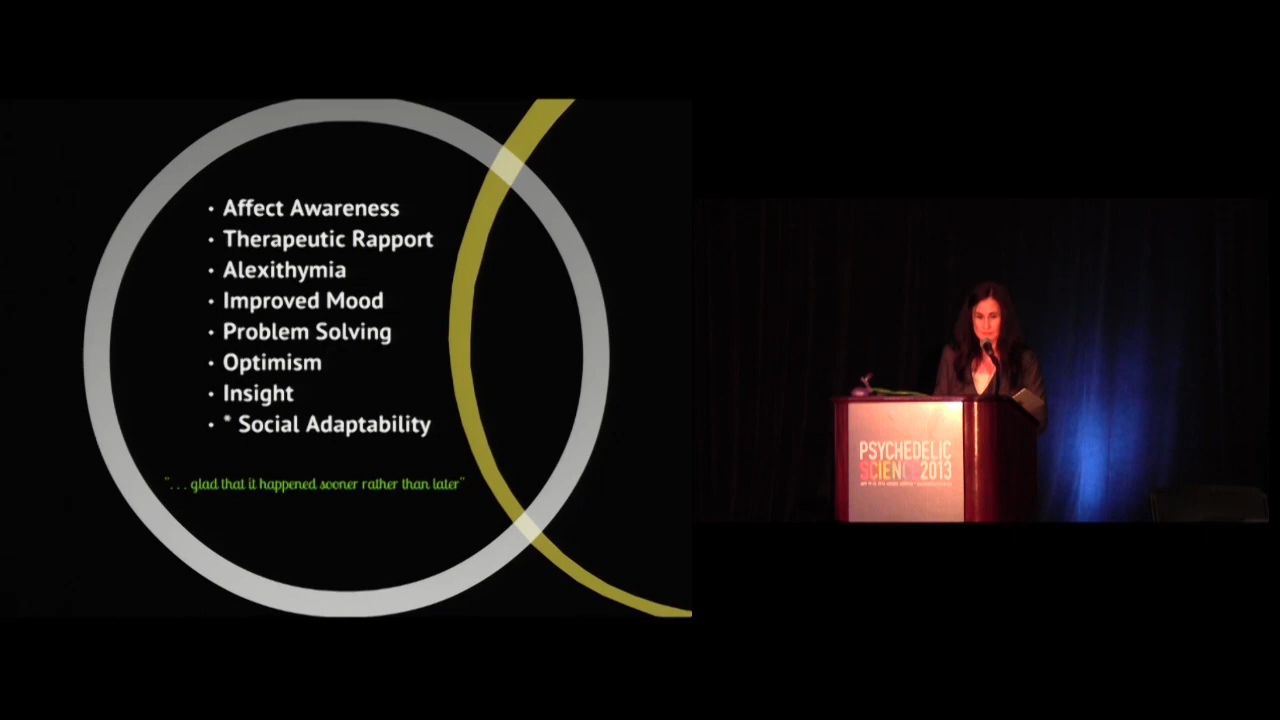 · Affect Awareness
· Therapeutic Rapport
· Alexithymia
· Improved Mood
· Problem Solving
· Optimism
· Insight
· * Social Adaptability
". . . glad that it happened sooner rather than later"
PSYCHEDELIC
SCIENCE 2013